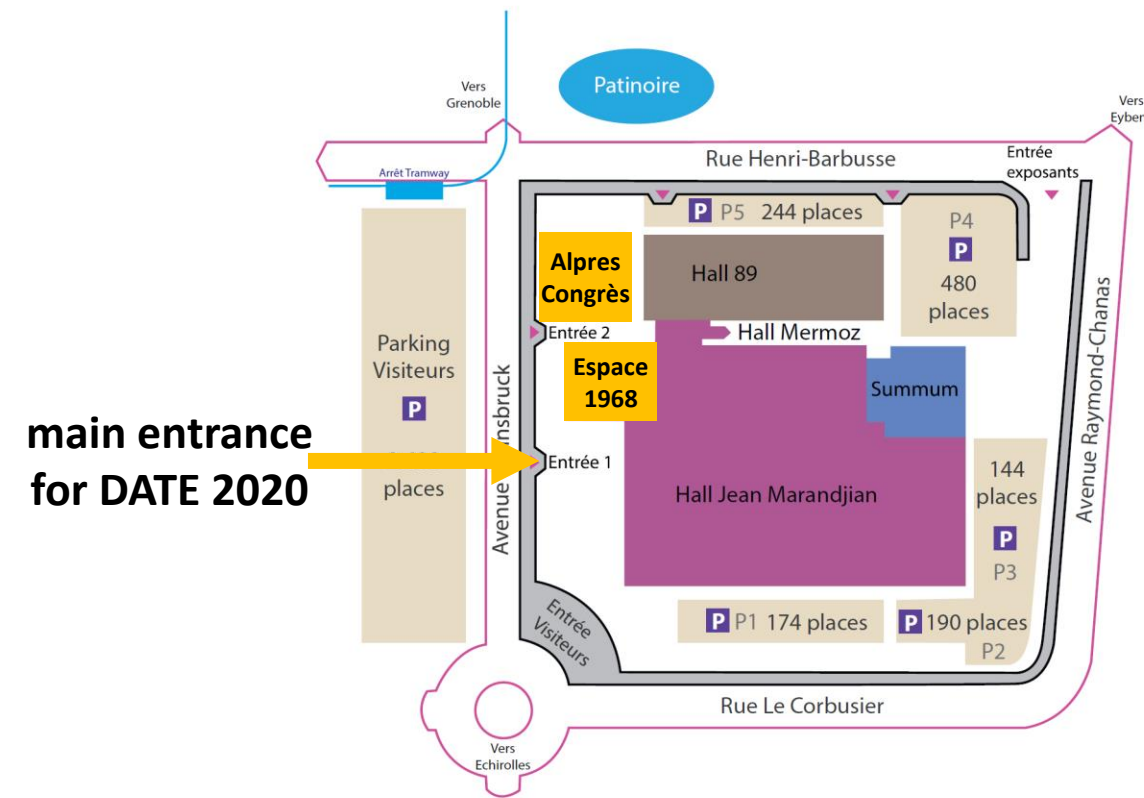 Patinoire
Vers
Grenoble
Vers
Eyben
Rue Henri-Barbusse
Entrée
exposants
Arrêt Tramway
P P5 244 places
P4
P
480
places
Alpres
Congrès
Hall 89
Entrée 2
Hall Mermoz
Parking
Visiteurs
P
places
Espace
1968
Summum
Avenue Raymond-Chanas
main entrance
for DATE 2020
Avenue
nsbruck
Entrée 1
Hall Jean Marandjian
144
places
P
P3
Entrée
Visiteurs
P P1 174 places
P 190 places
P2
Rue Le Corbusier
Vers
Echirolles